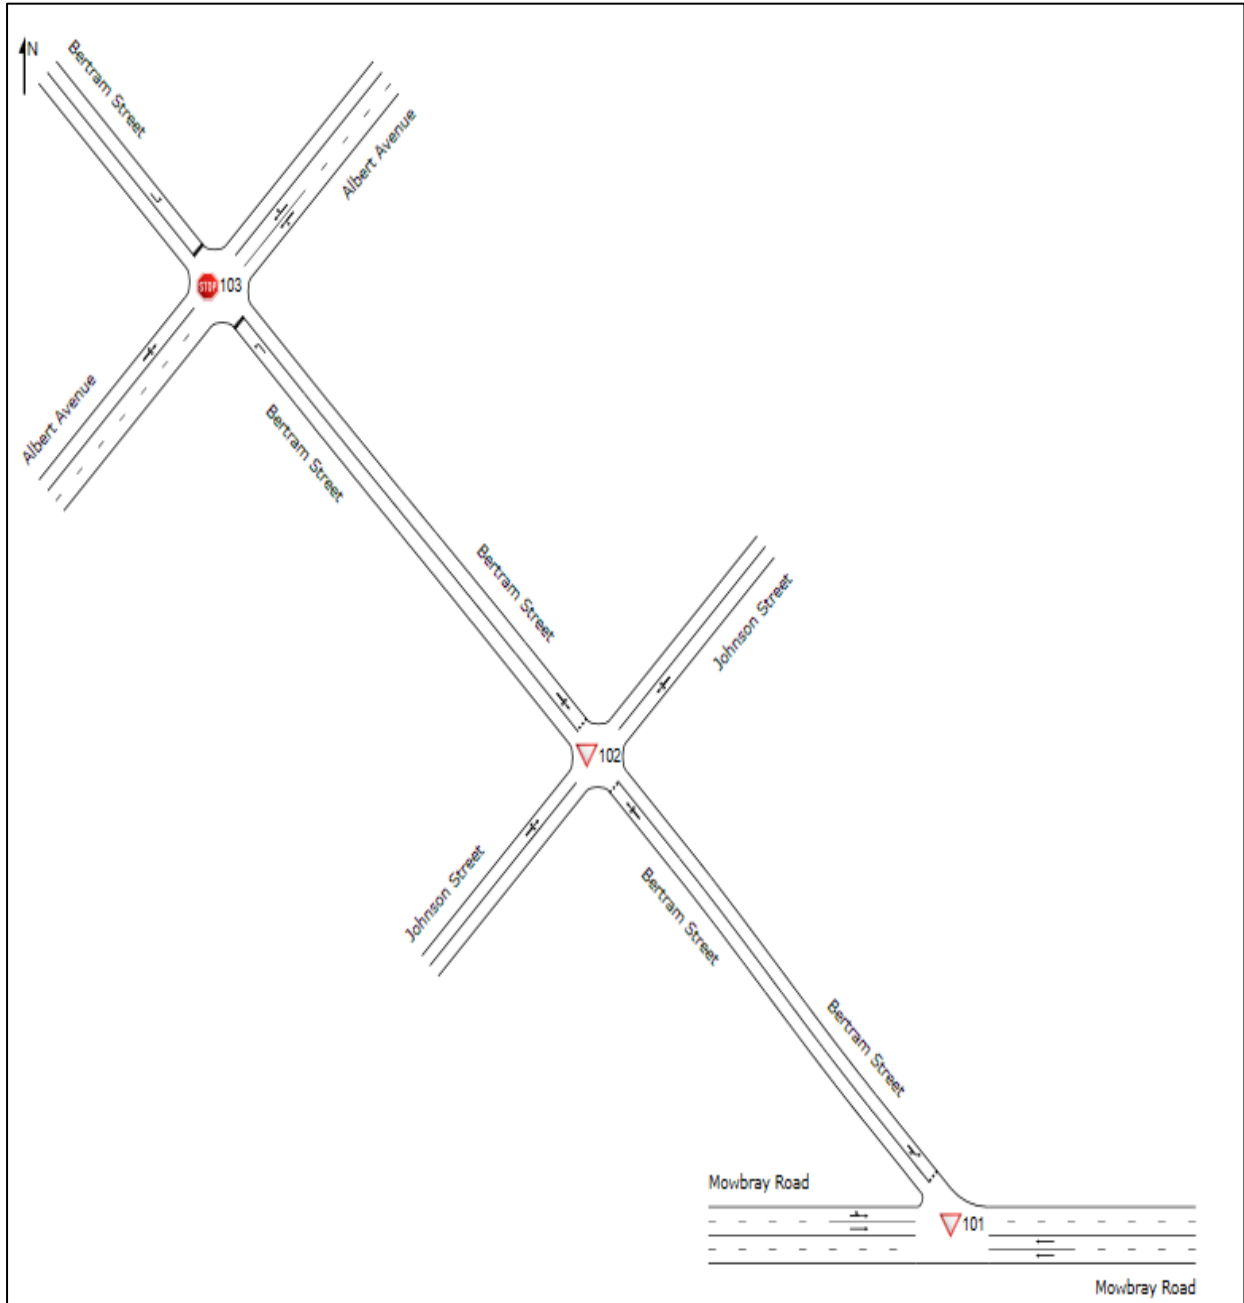 N
Bertram Street
Albert Avenue
STOP
103
Albert Avenue
Bertram Street
Bertram Street
Johnson Street
102
Johnson Street
Bertram Street
Bertram Street
Mowbray Road
101
Mowbray Road